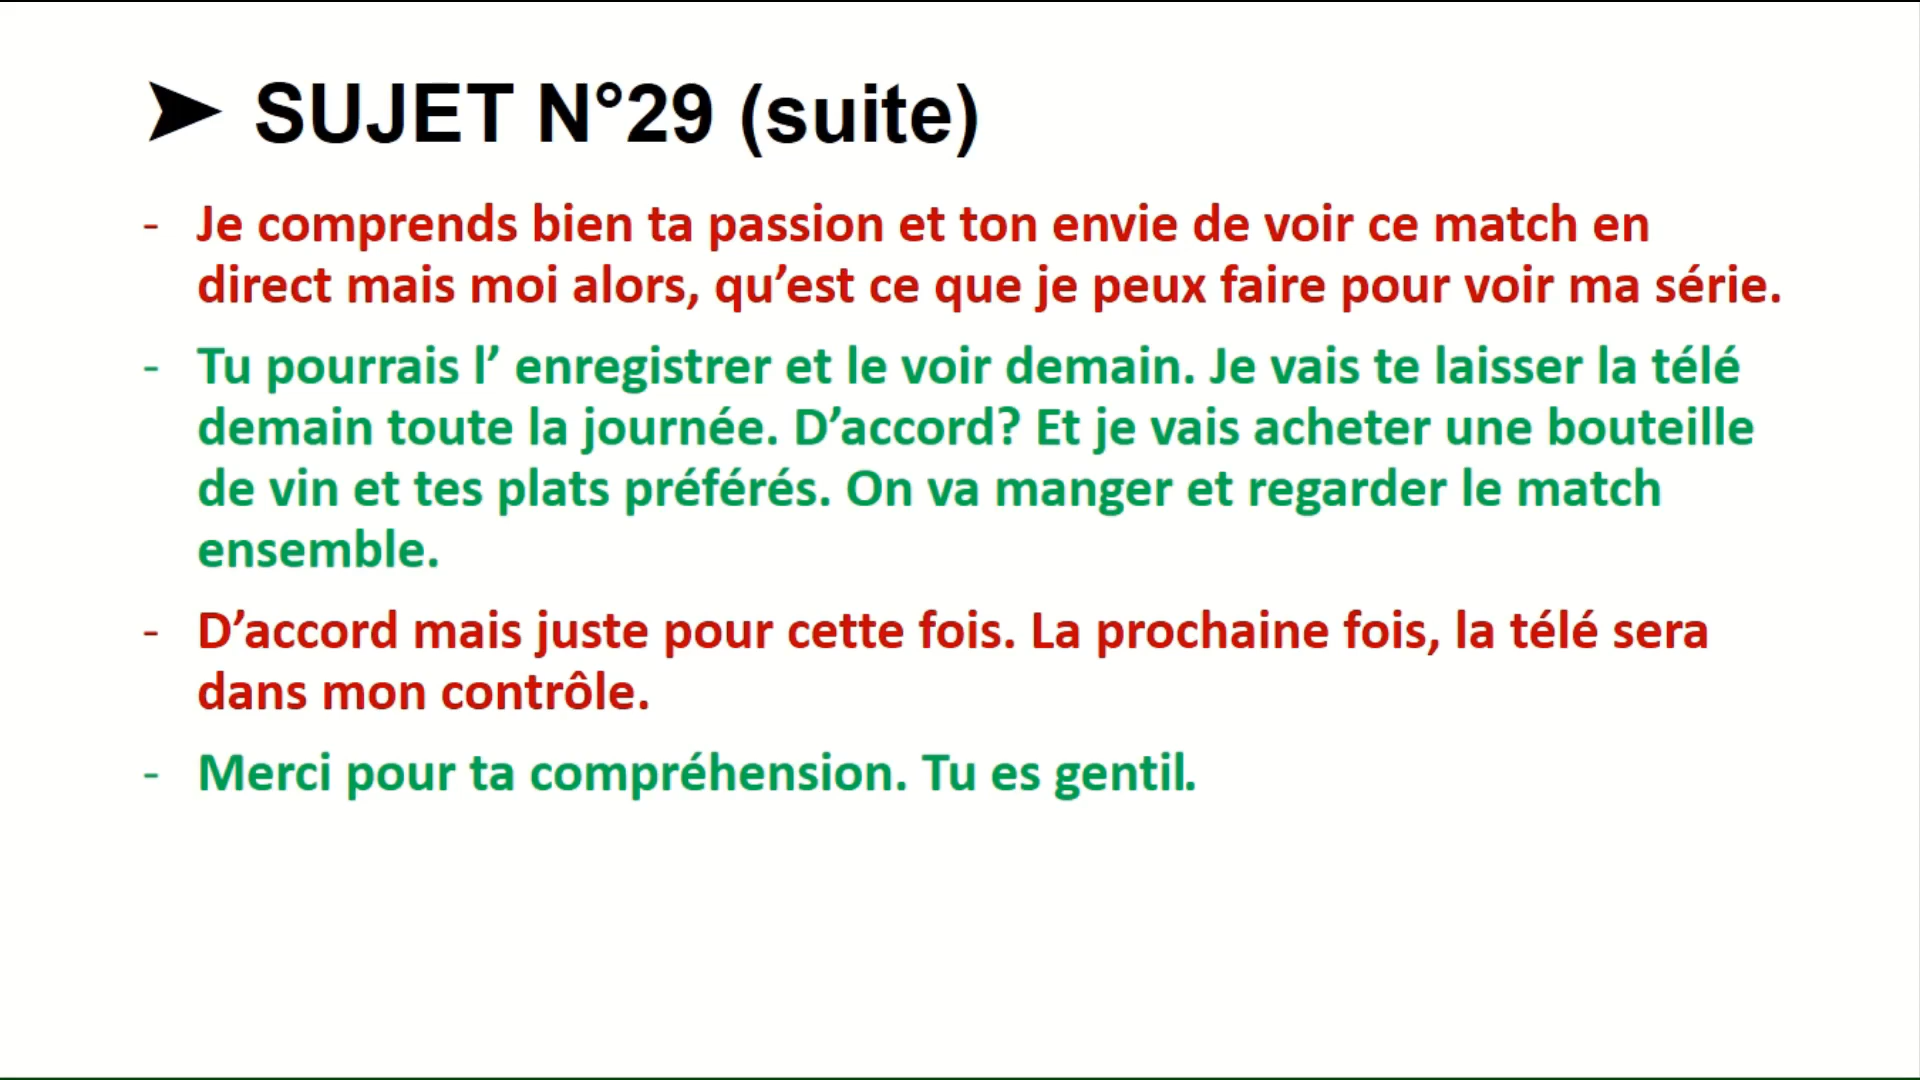 ➤ SUJET N°29 (suite)
- Je comprends bien ta passion et ton envie de voir ce match en
direct mais moi alors, qu’est ce que je peux faire pour voir ma série.
- Tu pourrais l’ enregistrer et le voir demain. Je vais te laisser la télé
demain toute la journée. D’accord? Et je vais acheter une bouteille
de vin et tes plats préférés. On va manger et regarder le match
ensemble.
- D’accord mais juste pour cette fois. La prochaine fois, la télé sera
dans mon contrôle.
- Merci pour ta compréhension. Tu es gentil.